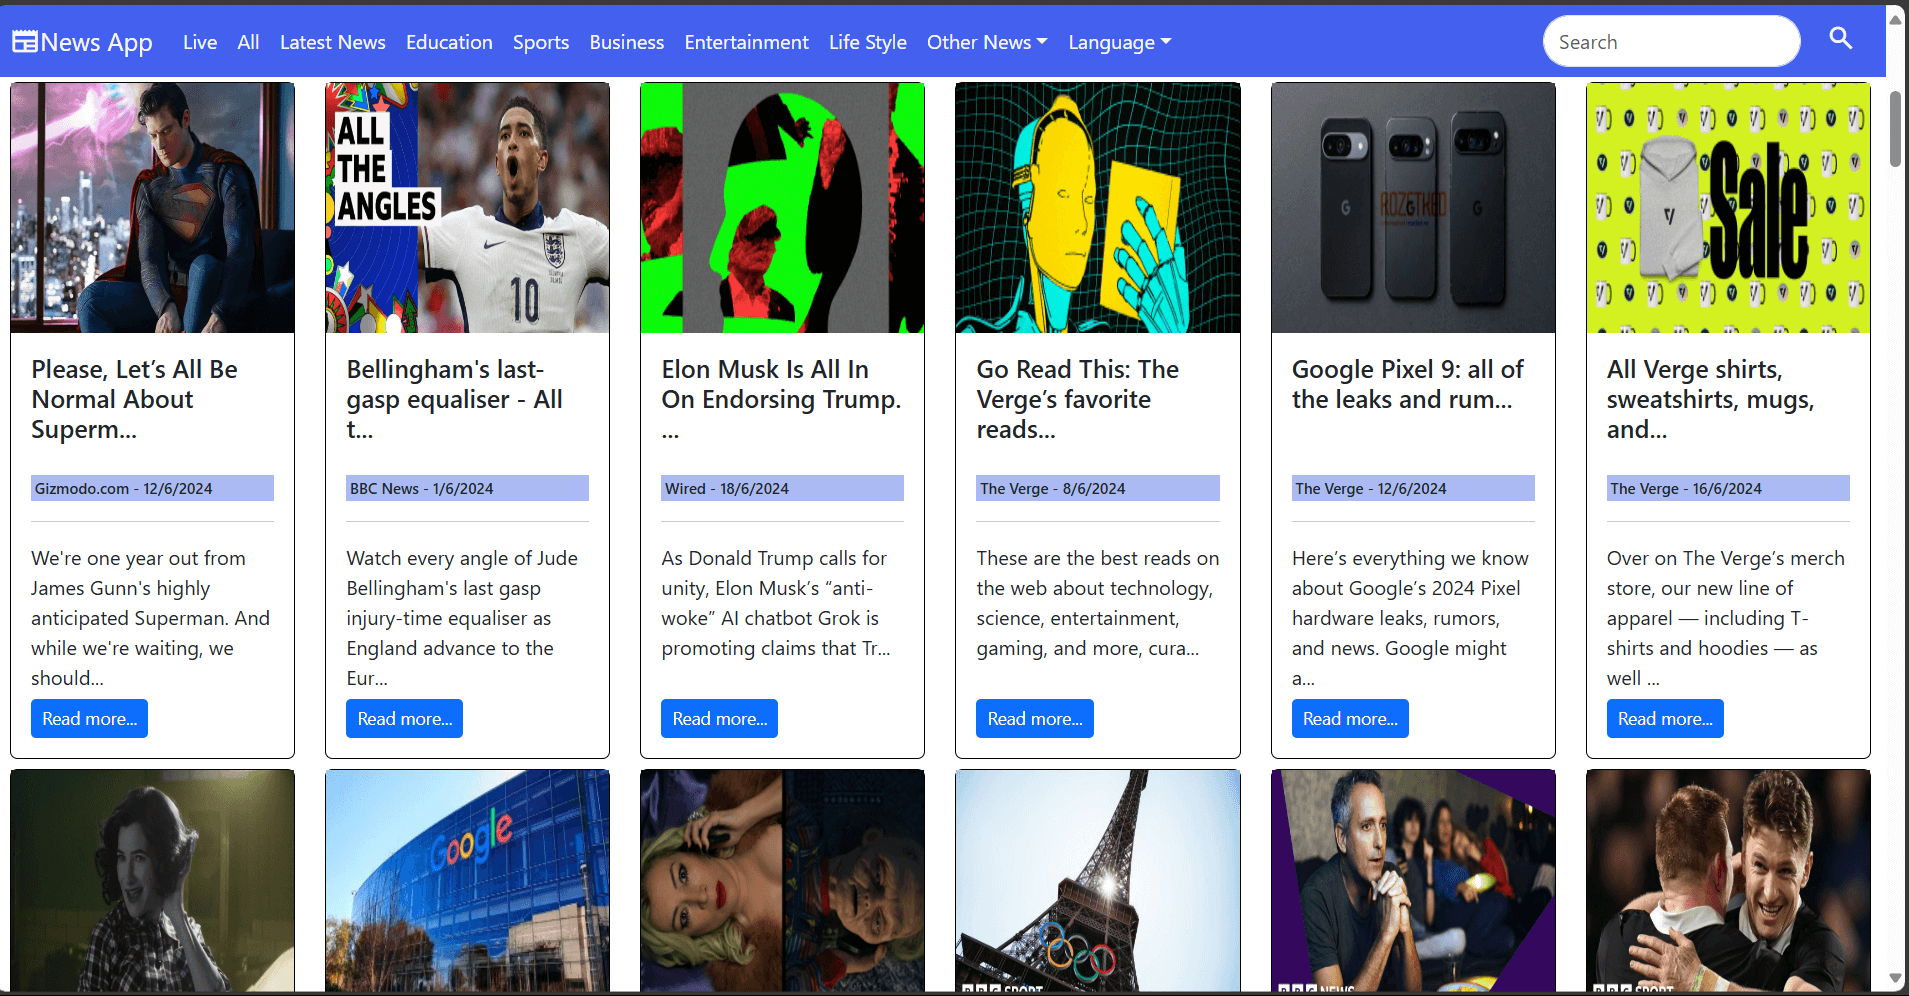 News App
Live
All
Latest News
Education
Sports
Business
Entertainment
Life Style
Other News
Language
Search
ALL
THE
ANGLES
10
G
G
G
Sale
Please, Let’s All Be
Normal About
Superm...
Gizmodo.com - 12/6/2024
We're one year out from
James Gunn's highly
anticipated Superman. And
while we're waiting, we
should...
Read more...
Bellingham's last-
gasp equaliser - All
t...
BBC News - 1/6/2024
Watch every angle of Jude
Bellingham's last gasp
injury-time equaliser as
England advance to the
Eur...
Read more...
Elon Musk Is All In
On Endorsing Trump.
...
Wired - 18/6/2024
As Donald Trump calls for
unity, Elon Musk’s “anti-
woke” AI chatbot Grok is
promoting claims that Tr...
Read more...
Go Read This: The
Verge’s favorite
reads...
The Verge - 8/6/2024
These are the best reads on
the web about technology,
science, entertainment,
gaming, and more, cura...
Read more...
Google Pixel 9: all of
the leaks and rum...
The Verge - 12/6/2024
Here’s everything we know
about Google’s 2024 Pixel
hardware leaks, rumors,
and news. Google might
a...
Read more...
All Verge shirts,
sweatshirts, mugs,
and...
The Verge - 16/6/2024
Over on The Verge’s merch
store, our new line of
apparel — including T-
shirts and hoodies — as
well ...
Read more...
Google
BBC SPORT
BBC NEWS
BBC SPORT